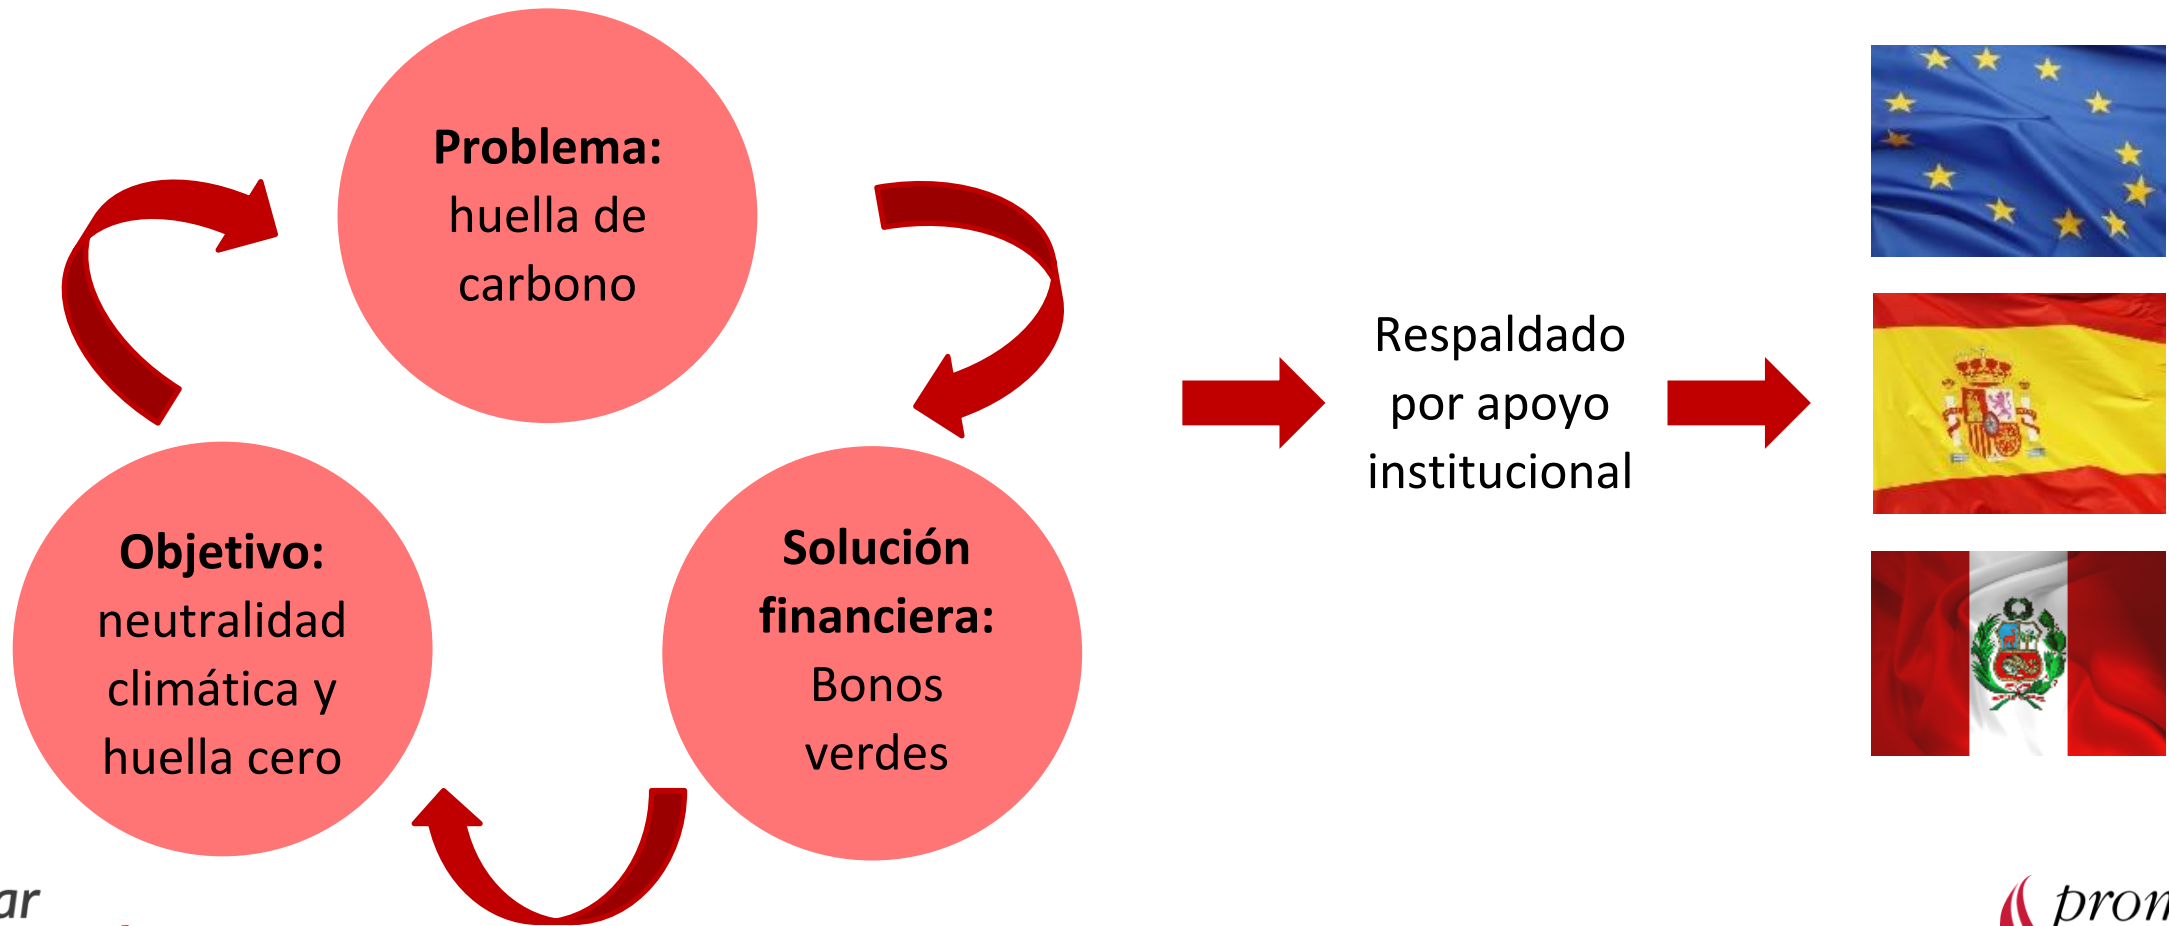 Problema:
huella de
carbono
Objetivo:
neutralidad
climática y
huella cero
Solución
financiera:
Bonos
verdes
Respaldado
por apoyo
institucional